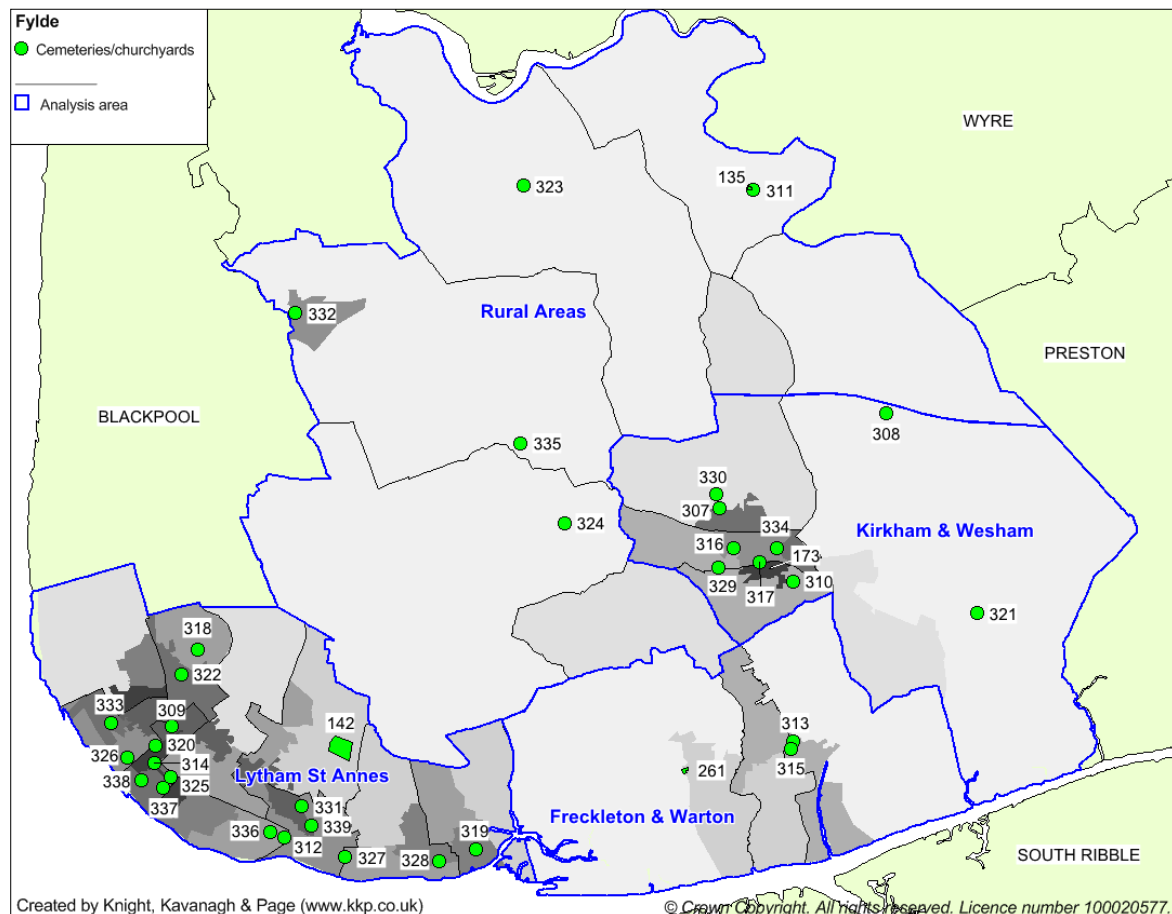 Fylde
Cemeteries/churchyards
Analysis area
WYRE
135
311
323
Rural Areas
332
PRESTON
BLACKPOOL
308
335
330
307
324
334
Kirkham & Wesham
316
173
329
310
317
321
318
322
333
309
142
313
320
326
314
315
261
Lytham St Annes
338
325
337
331
Freckleton & Warton
339
319
336
312
327
328
SOUTH RIBBLE
Created by Knight, Kavanagh & Page (www.kkp.co.uk)
© Crown Copyright. All rights reserved. Licence number 100020577.